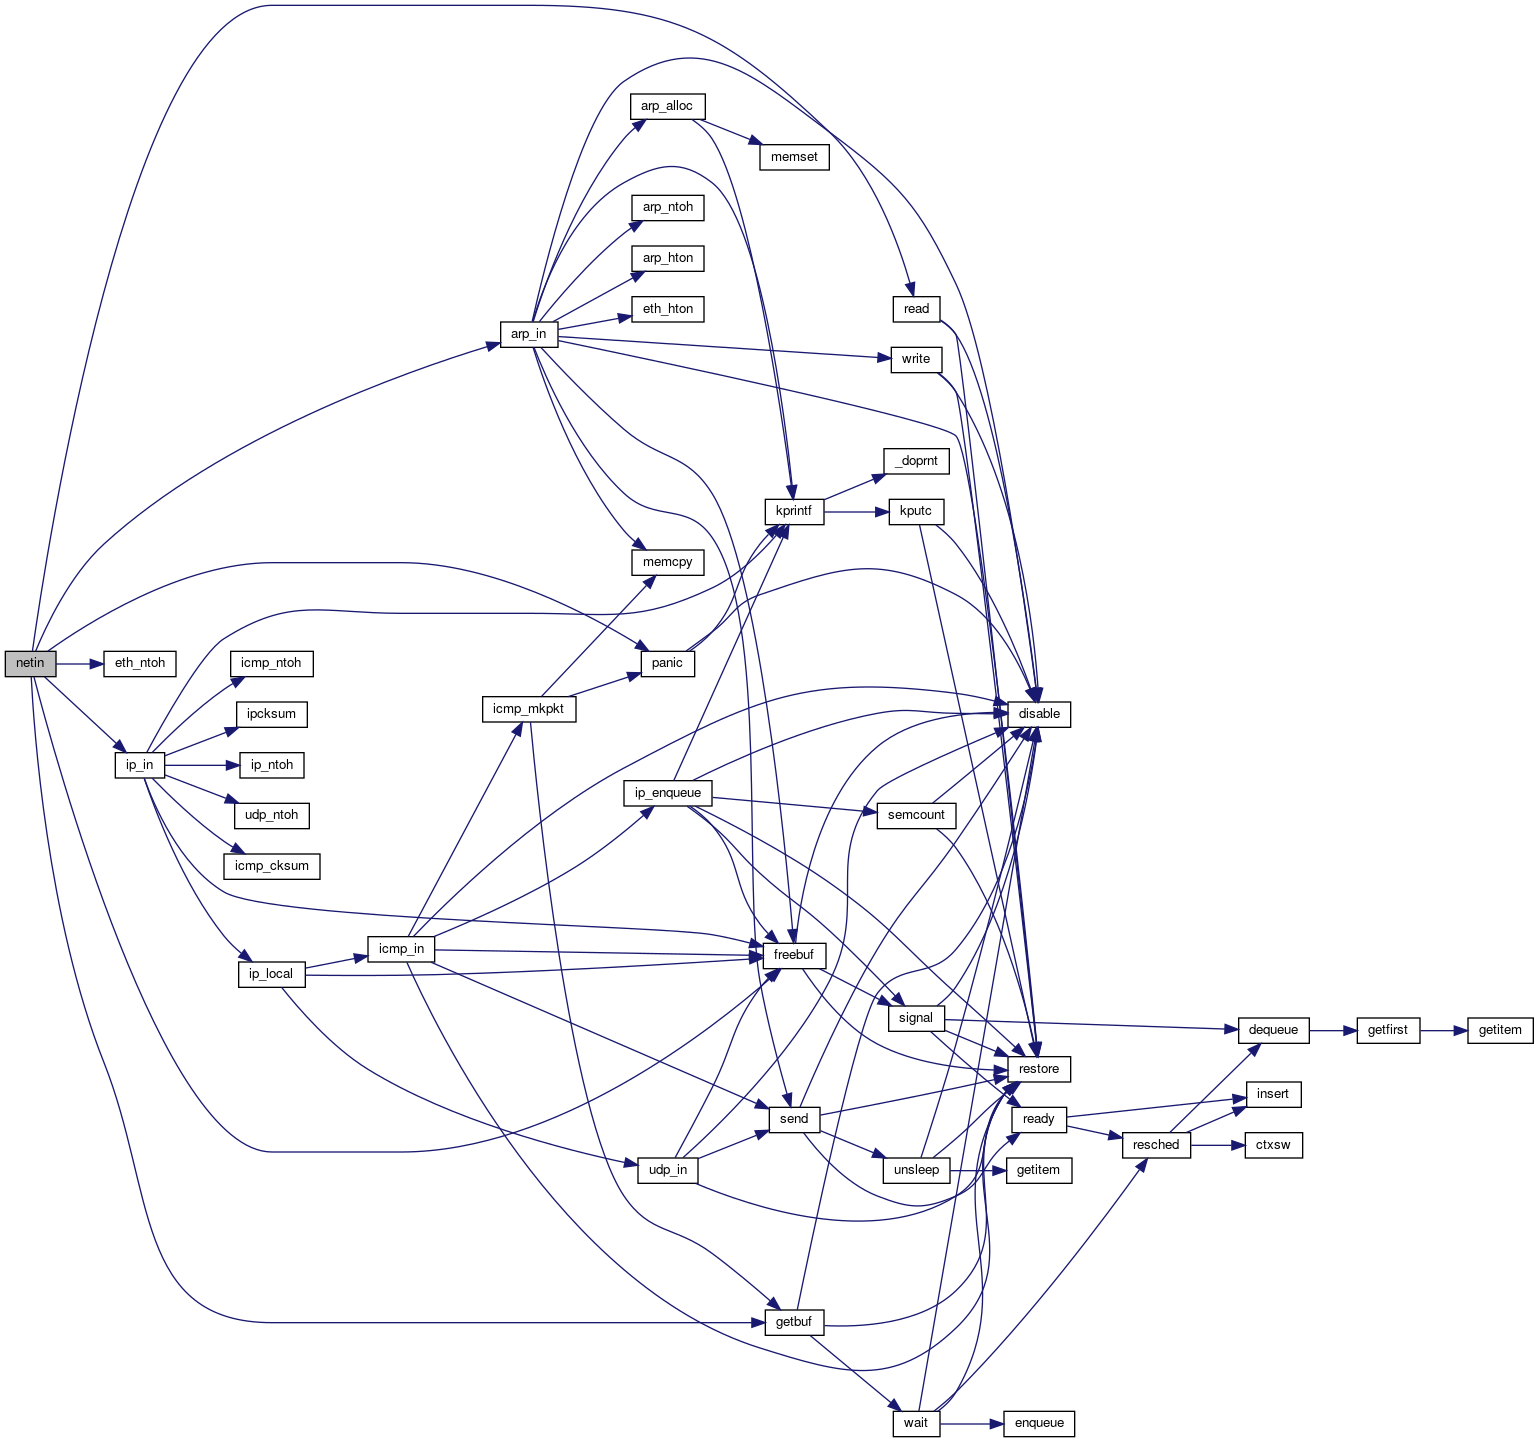 arp_alloc
memset
arp_ntoh
arp_hton
eth_hton
read
arp_in
write
_doprnt
kprintf
kputc
memcpy
netin
eth_ntoh
icmp_ntoh
panic
icmp_mkpkt
ipcksum
disable
ip_in
ip_ntoh
ip_enqueue
udp_ntoh
semcount
icmp_cksum
icmp_in
freebuf
ip_local
signal
dequeue
getfirst
getitem
restore
insert
send
ready
resched
ctxsw
udp_in
unsleep
getitem
getbuf
wait
enqueue